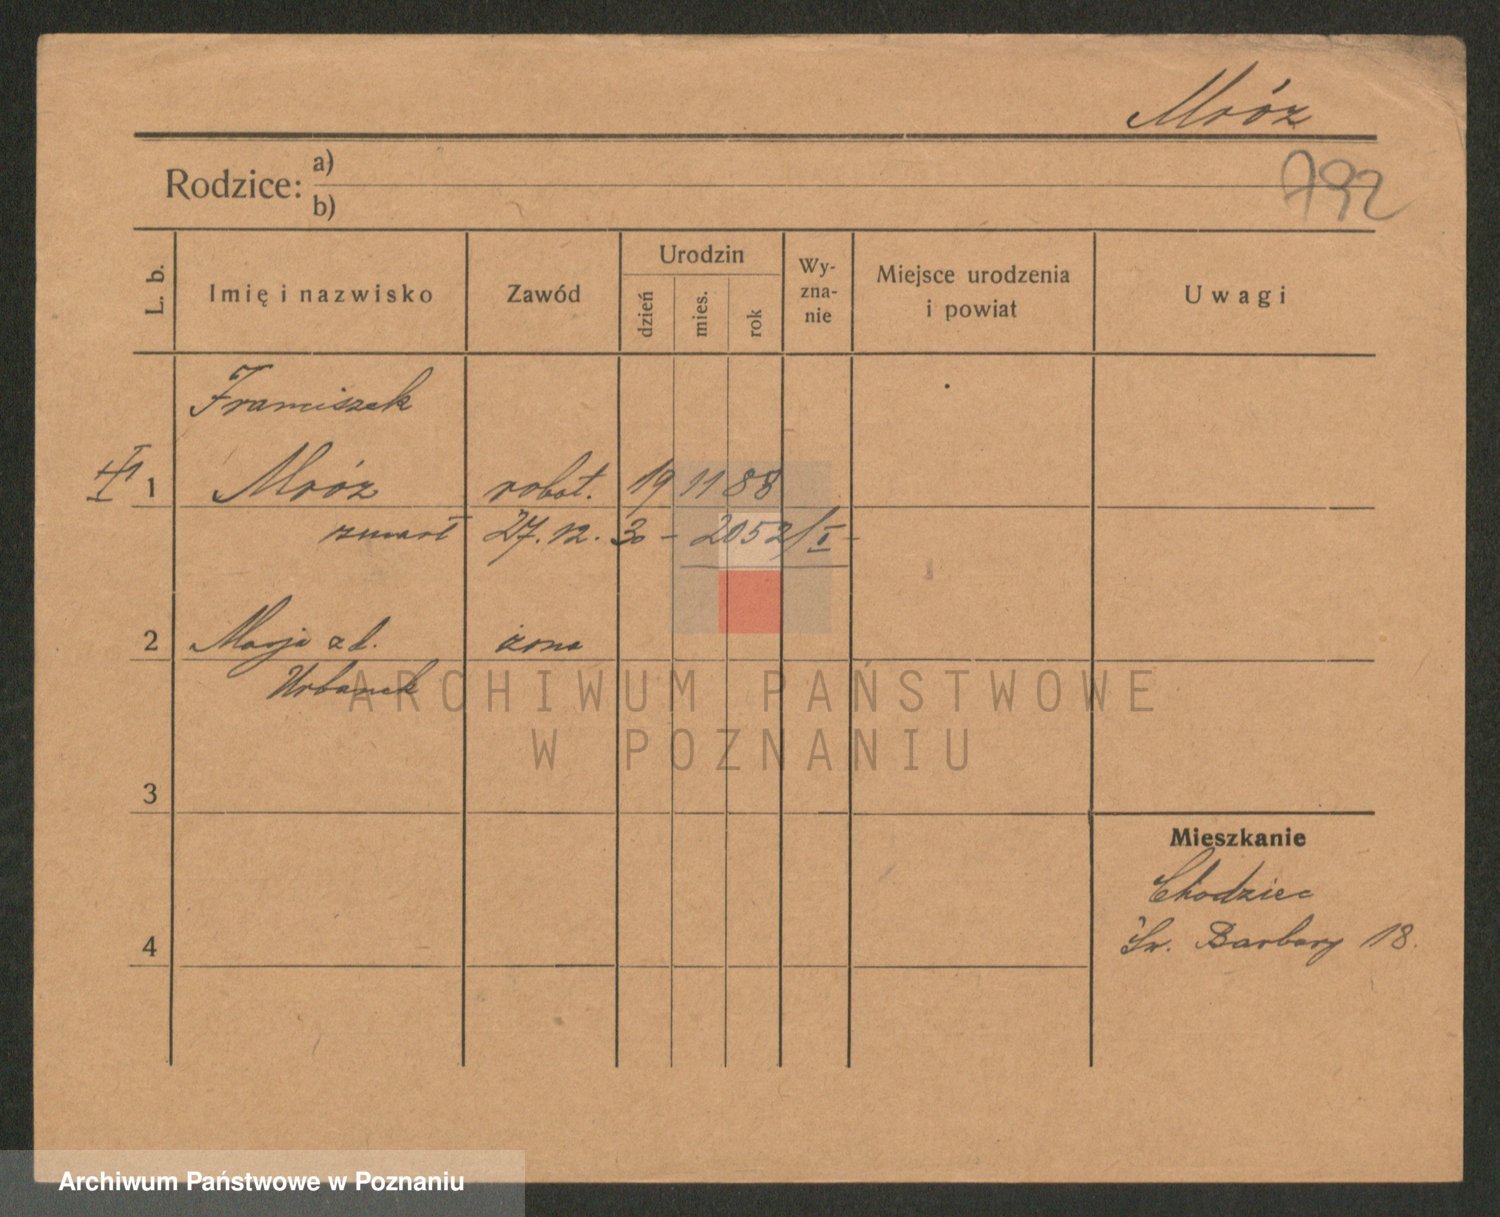 Mróz
792
Rodzice: a)
b)
L. b.
Imię i nazwisko
Zawód
Urodzin
dzień
mies.
rok
Wy-
zna-
nie
Miejsce urodzenia
i powiat
Uwagi
Franciszek
1 Mróz robot. 19 11 88
zmarł 27.12.30 - 2052/I -
2 Marja z d. żona
Urbanek
3
4
Mieszkanie
Chodzież
Św. Barbary 18.
ARCHIWUM PAŃSTWOWE
W POZNANIU
Archiwum Państwowe w Poznaniu